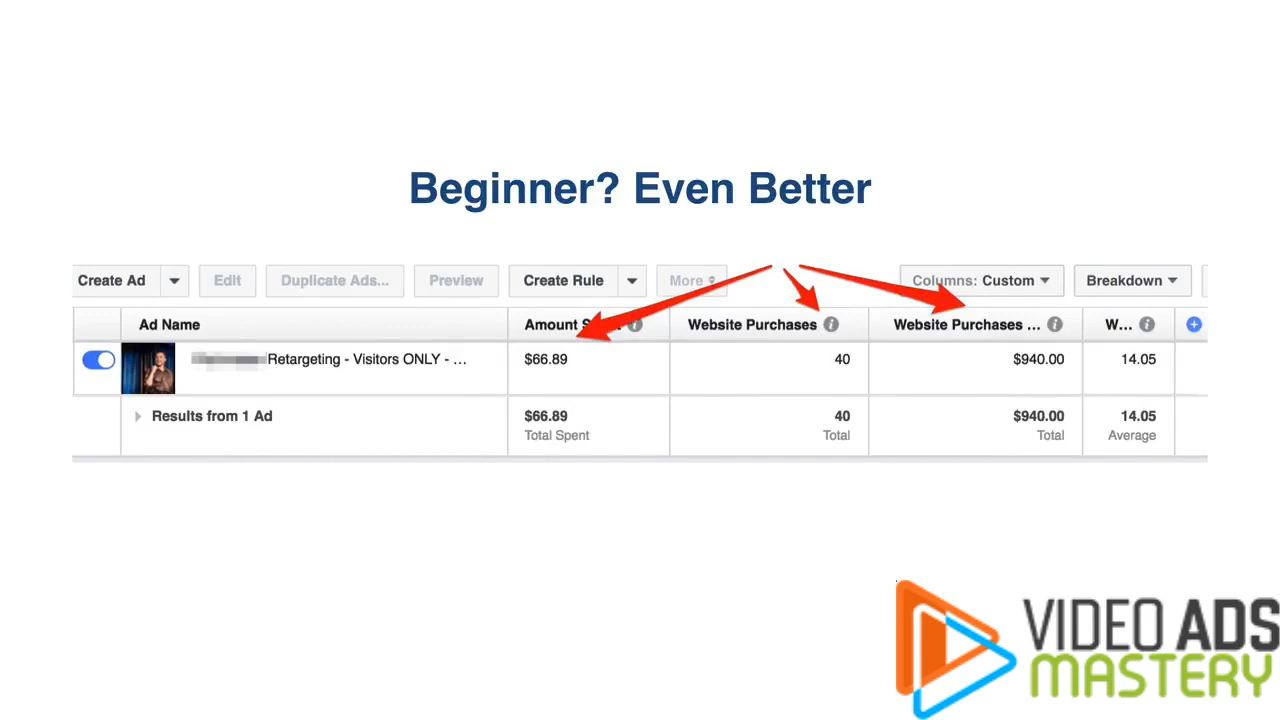 Beginner? Even Better
Create Ad Edit Duplicate Ads... Preview Create Rule More Columns: Custom Breakdown
Ad Name Amount Website Purchases Website Purchases ... W...
Retargeting - Visitors ONLY - ... $66.89 40 $940.00 14.05
Results from 1 Ad $66.89 40 $940.00 14.05
Total Spent Total Total Average
VIDEO ADS
MASTERY